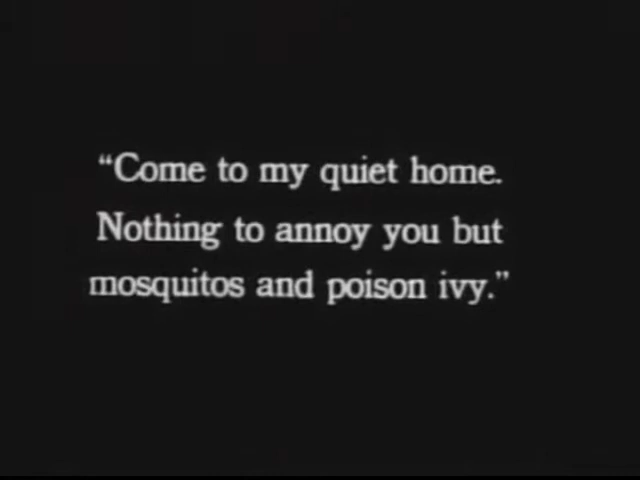 “Come to my quiet home.
Nothing to annoy you but
mosquitos and poison ivy.”